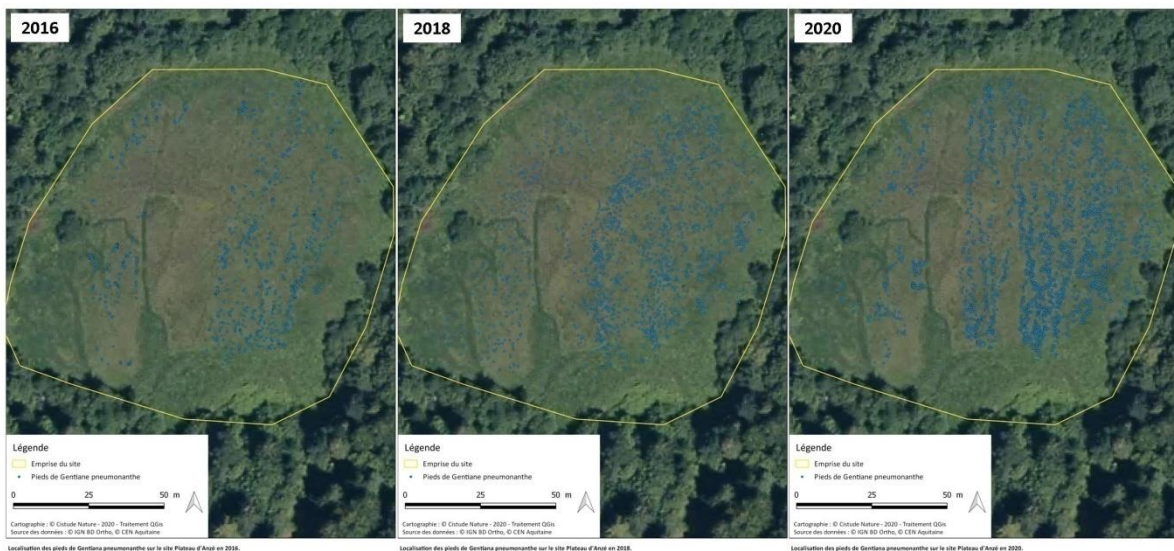 2016
Légende
Emprise du site
Pieds de Gentiane pneumonanthe
0 25 50 m
Cartographie : © Cistude Nature - 2020 - Traitement QGis
Source des données : © IGN BD Ortho, © CEN Aquitaine
Localisation des pieds de Gentiana pneumonanthe sur le site Plateau d'Anzé en 2016.
2018
Légende
Emprise du site
Pieds de Gentiane pneumonanthe
0 25 50 m
Cartographie : © Cistude Nature - 2020 - Traitement QGis
Source des données : © IGN BD Ortho, © CEN Aquitaine
Localisation des pieds de Gentiana pneumonanthe sur le site Plateau d'Anzé en 2018.
2020
Légende
Emprise du site
Pieds de Gentiane pneumonanthe
0 25 50 m
Cartographie : © Cistude Nature - 2020 - Traitement QGis
Source des données : © IGN BD Ortho, © CEN Aquitaine
Localisation des pieds de Gentiana pneumonanthe sur le site Plateau d'Anzé en 2020.